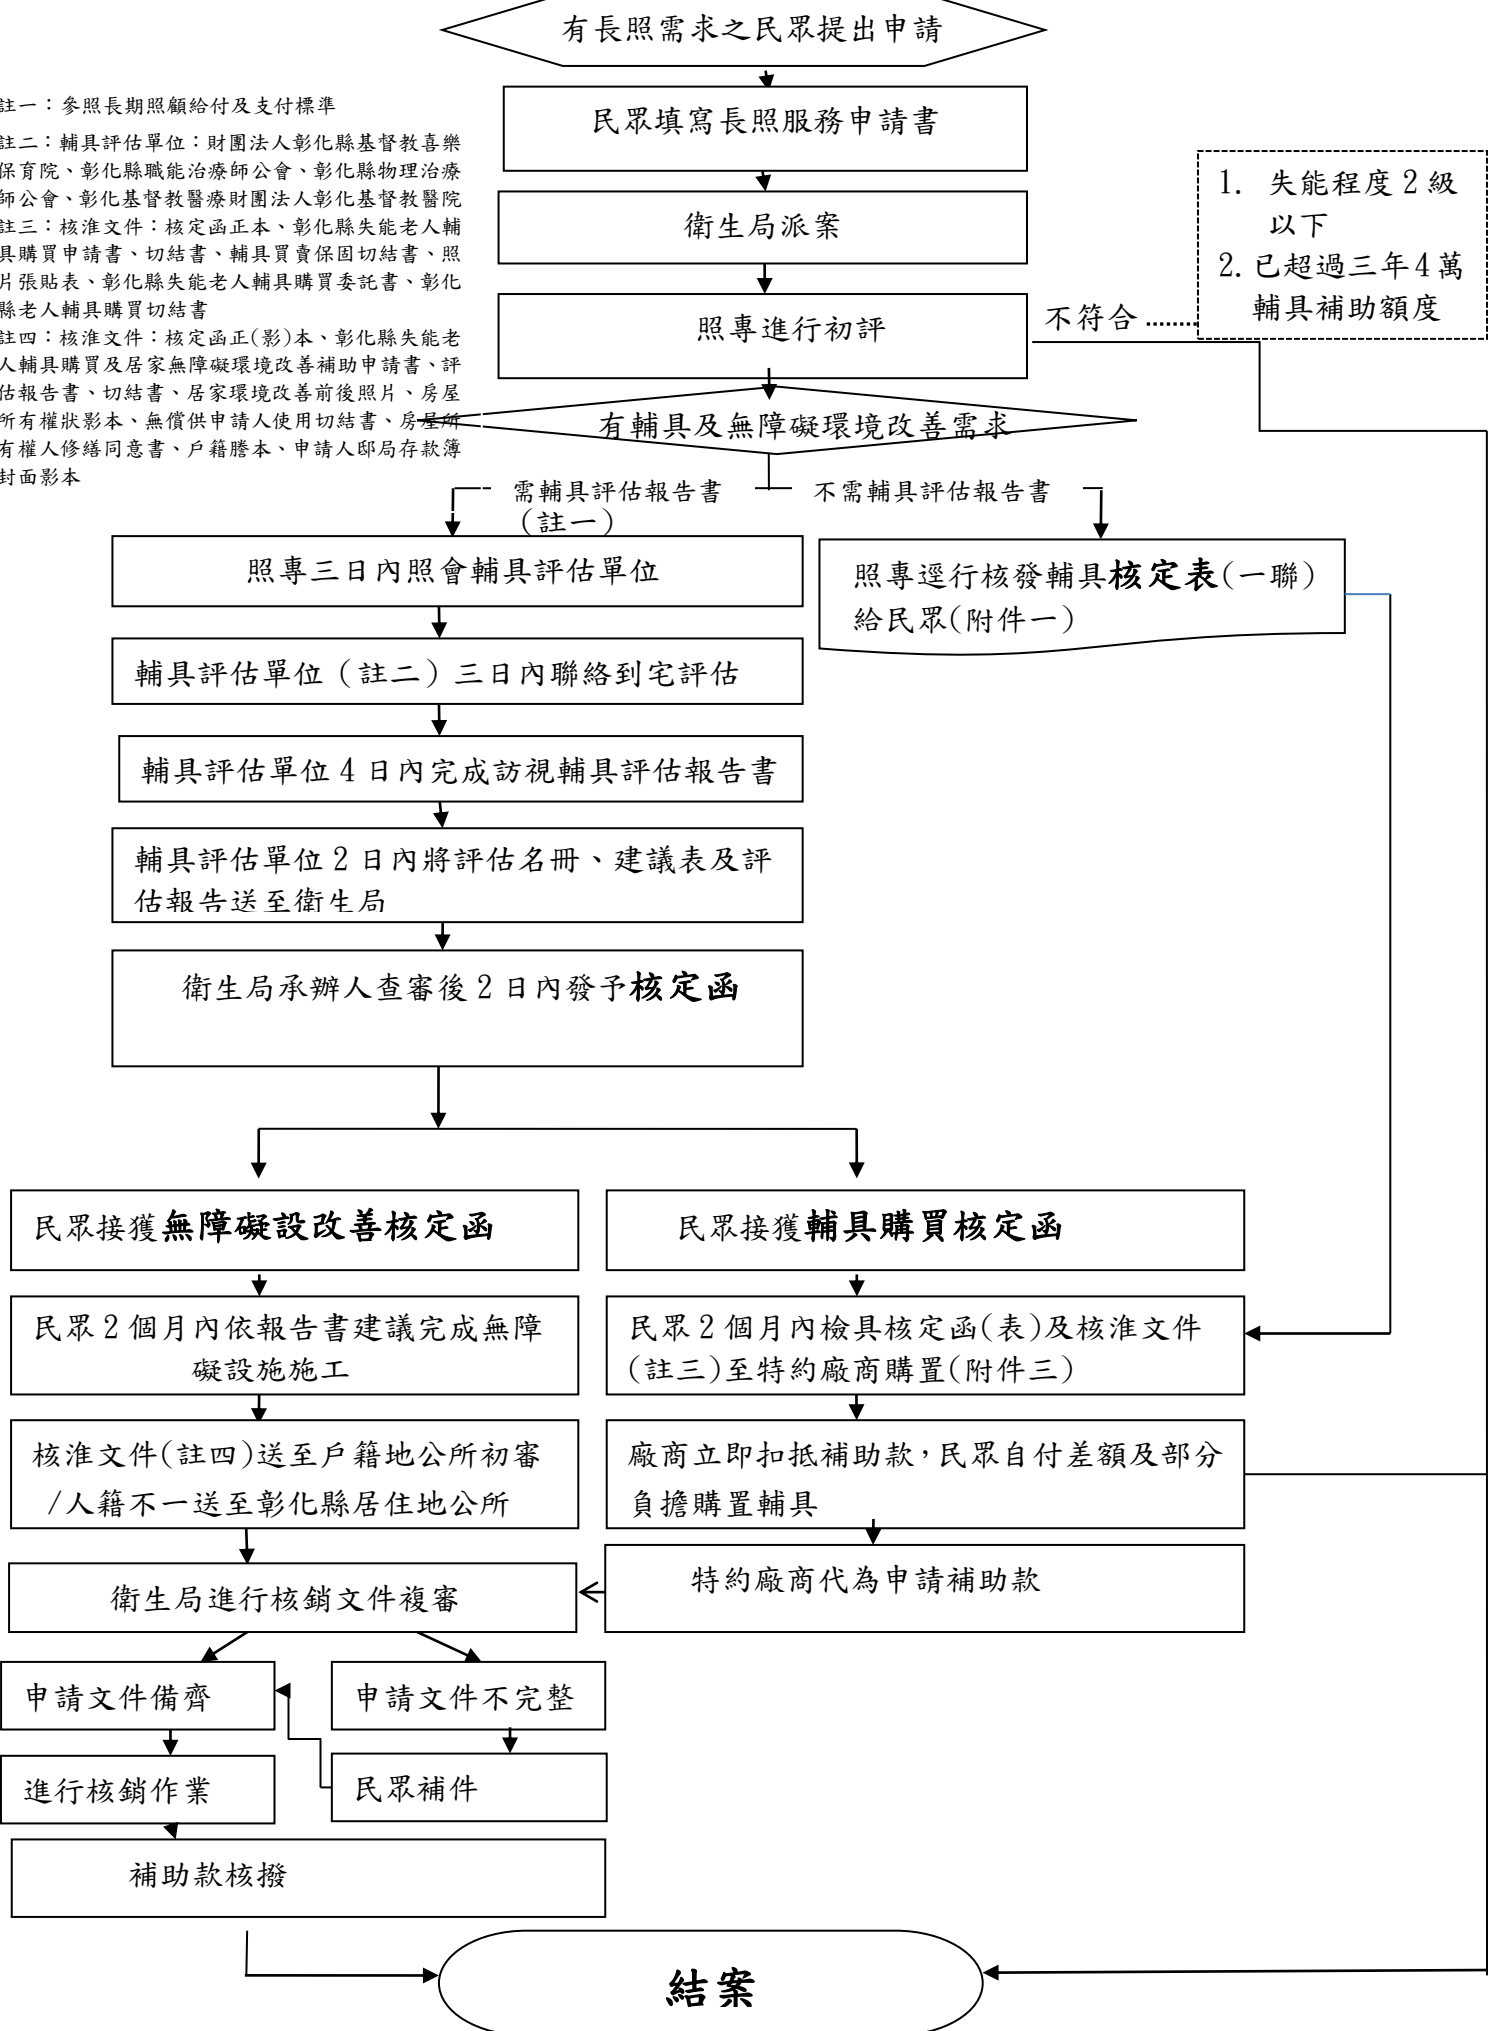 有長照需求之民眾提出申請
民眾填寫長照服務申請書
註一：參照長期照顧給付及支付標準
註二：輔具評估單位：財團法人彰化縣基督教喜樂
保育院、彰化縣職能治療師公會、彰化縣物理治療
師公會、彰化基督教醫療財團法人彰化基督教醫院
註三：核淮文件：核定函正本、彰化縣失能老人輔
具購買申請書、切結書、輔具買賣保固切結書、照
片張貼表、彰化縣失能老人輔具購買委託書、彰化
縣老人輔具購買切結書
註四：核淮文件：核定函正(影)本、彰化縣失能老
人輔具購買及居家無障礙環境改善補助申請書、評
估報告書、切結書、居家環境改善前後照片、房屋
所有權狀影本、無償供申請人使用切結書、房屋所
有權人修繕同意書、戶籍謄本、申請人郵局存款簿
封面影本
衛生局派案
照專進行初評
不符合
1. 失能程度2級
以下
2.已超過三年4萬
輔具補助額度
有輔具及無障礙環境改善需求
需輔具評估報告書
（註一）
不需輔具評估報告書
照專三日內照會輔具評估單位
照專逕行核發輔具核定表(一聯)
給民眾(附件一)
輔具評估單位（註二）三日內聯絡到宅評估
輔具評估單位4日內完成訪視輔具評估報告書
輔具評估單位2日內將評估名冊、建議表及評
估報告送至衛生局
衛生局承辦人查審後2日內發予核定函
民眾接獲無障礙設改善核定函
民眾接獲輔具購買核定函
民眾2個月內依報告書建議完成無障
礙設施施工
民眾2個月內檢具核定函(表)及核淮文件
(註三)至特約廠商購置(附件三)
核淮文件(註四)送至戶籍地公所初審
/人籍不一送至彰化縣居住地公所
廠商立即扣抵補助款，民眾自付差額及部分
負擔購置輔具
衛生局進行核銷文件複審
特約廠商代為申請補助款
申請文件備齊
申請文件不完整
進行核銷作業
民眾補件
補助款核撥
結案